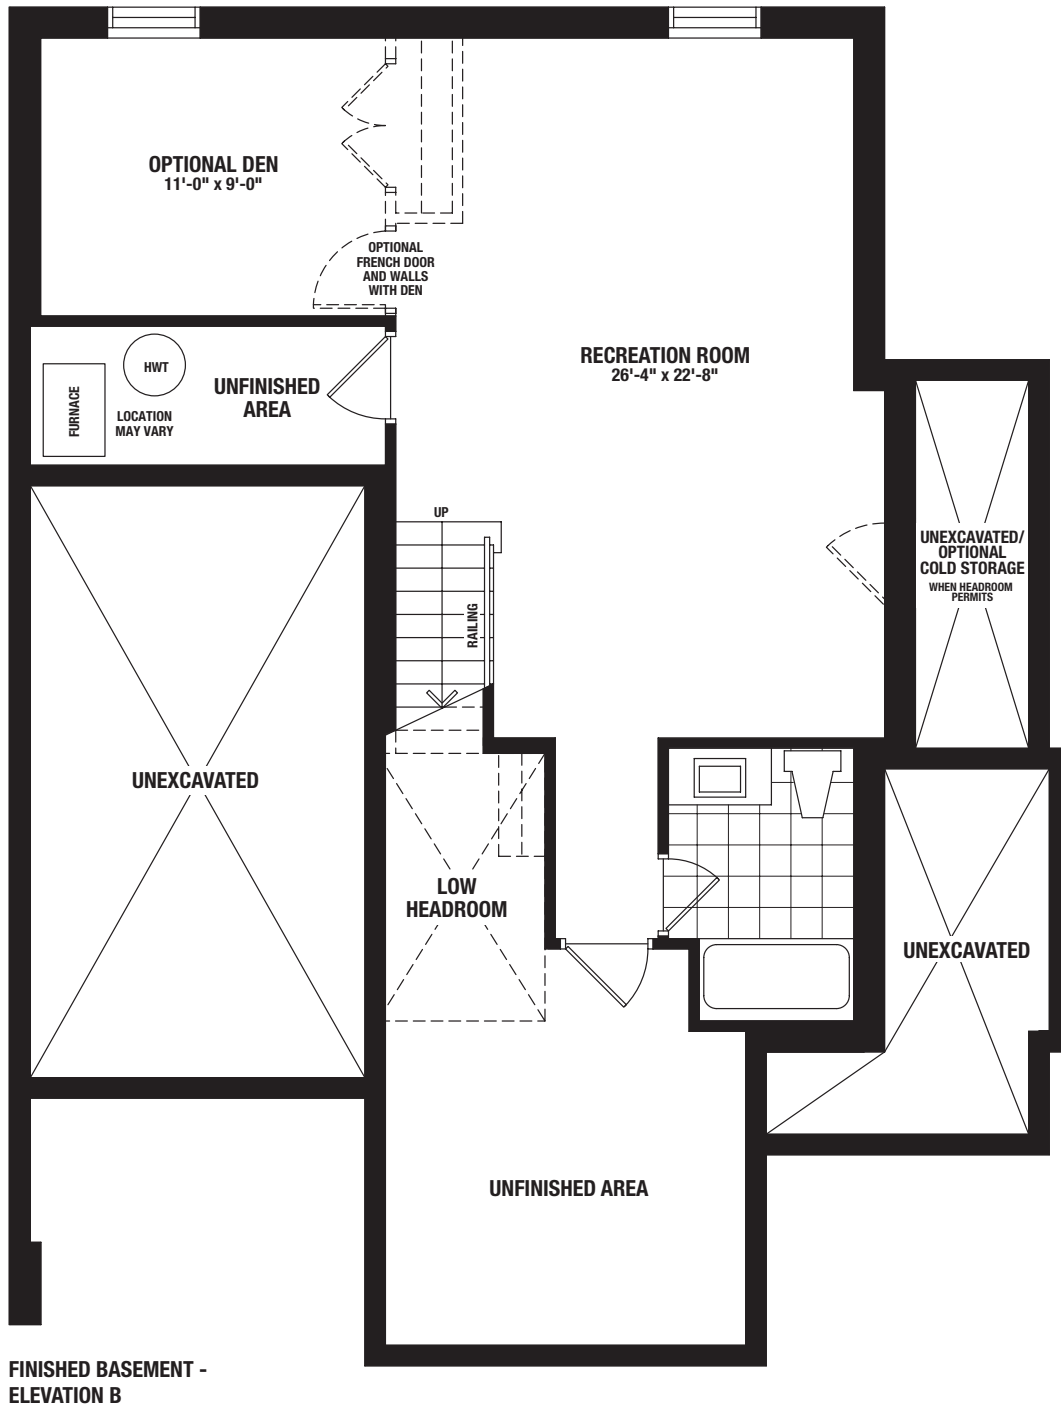 OPTIONAL DEN
11'-0" x 9'-0"
OPTIONAL
FRENCH DOOR
AND WALLS
WITH DEN
RECREATION ROOM
26'-4" x 22'-8"
HWT
FURNACE
LOCATION
MAY VARY
UNFINISHED
AREA
UP
RAILING
UNEXCAVATED/
OPTIONAL
COLD STORAGE
WHEN HEADROOM
PERMITS
UNEXCAVATED
LOW
HEADROOM
UNEXCAVATED
UNFINISHED AREA
FINISHED BASEMENT -
ELEVATION B